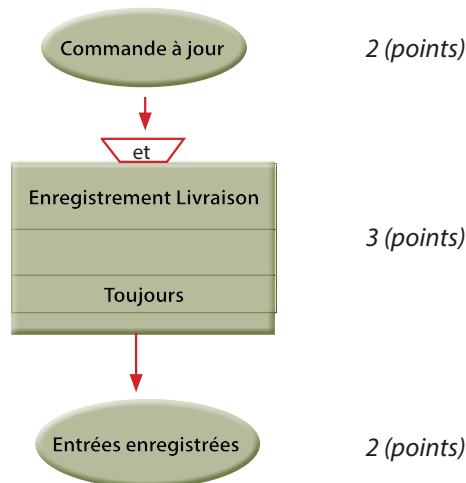 Commande à jour
2 (points)
et
Enregistrement Livraison
3 (points)
Toujours
Entrées enregistrées
2 (points)